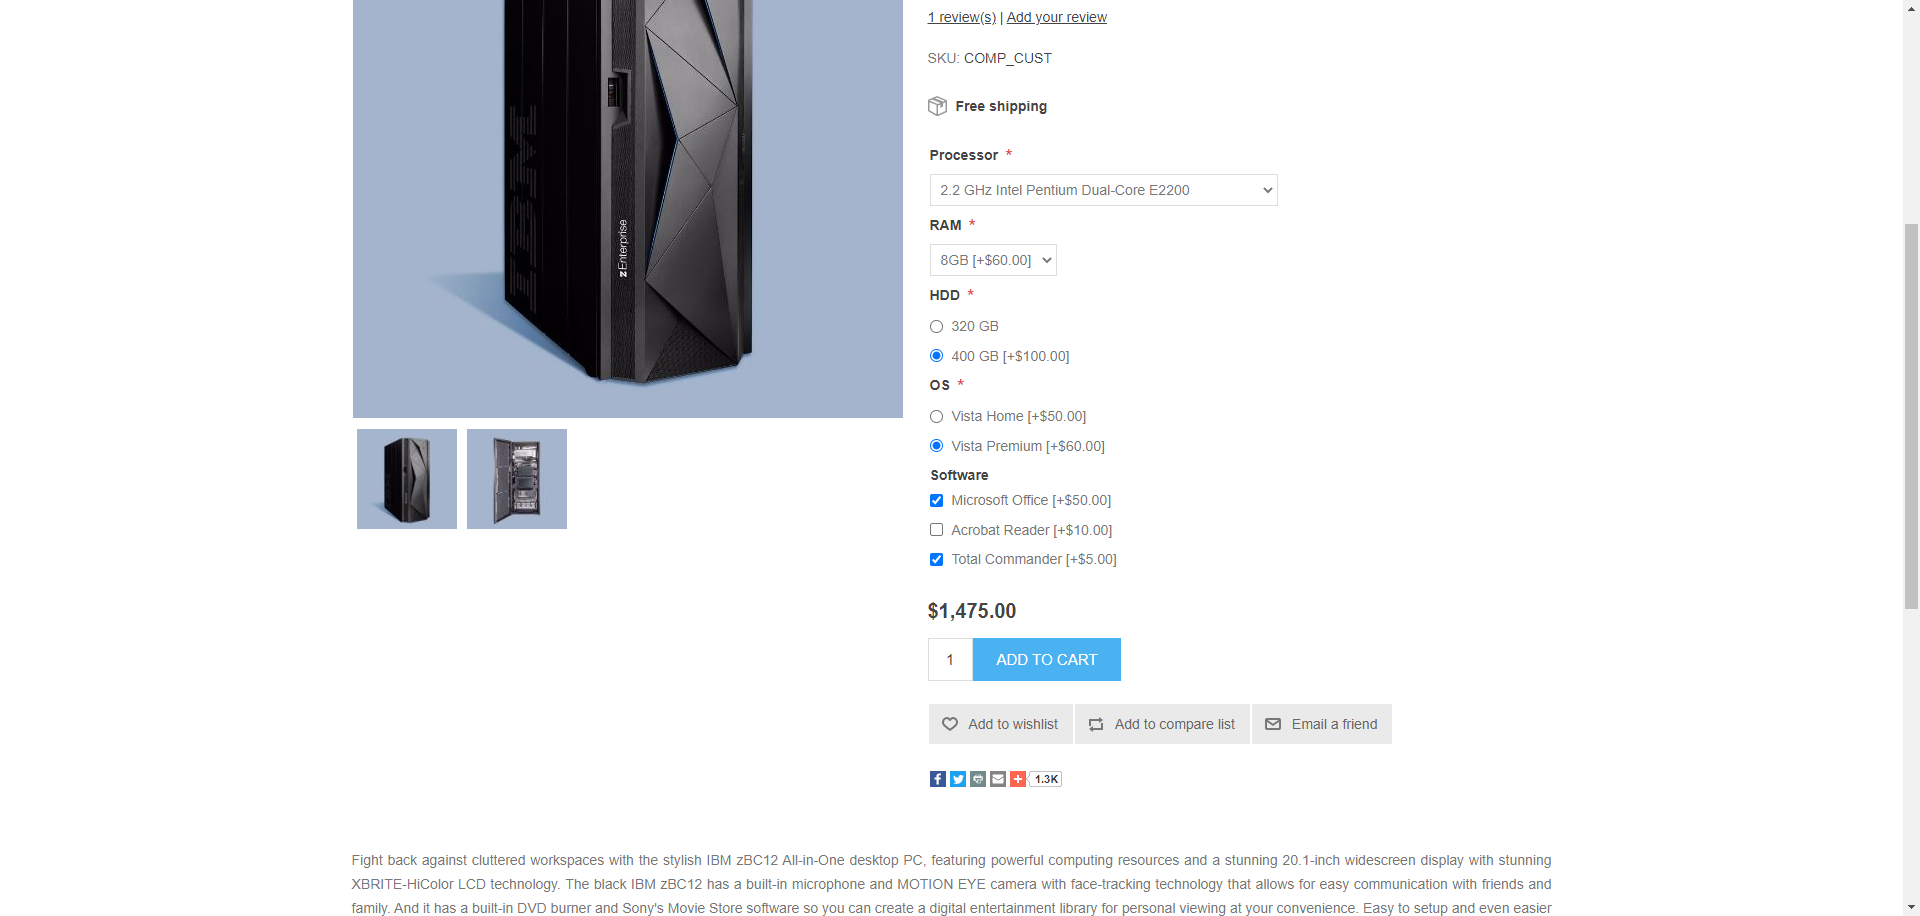 1 review(s) | Add your review
SKU: COMP_CUST
Free shipping
Processor *
2.2 GHz Intel Pentium Dual-Core E2200
RAM *
8GB [+$60.00]
HDD *
320 GB
400 GB [+$100.00]
OS *
Vista Home [+$50.00]
Vista Premium [+$60.00]
Software
Microsoft Office [+$50.00]
Acrobat Reader [+$10.00]
Total Commander [+$5.00]
$1,475.00
1 ADD TO CART
Add to wishlist Add to compare list Email a friend
1.3K
IBM
zEnterprise
Fight back against cluttered workspaces with the stylish IBM zBC12 All-in-One desktop PC, featuring powerful computing resources and a stunning 20.1-inch widescreen display with stunning
XBRITE-HiColor LCD technology. The black IBM zBC12 has a built-in microphone and MOTION EYE camera with face-tracking technology that allows for easy communication with friends and
family. And it has a built-in DVD burner and Sony's Movie Store software so you can create a digital entertainment library for personal viewing at your convenience. Easy to setup and even easier